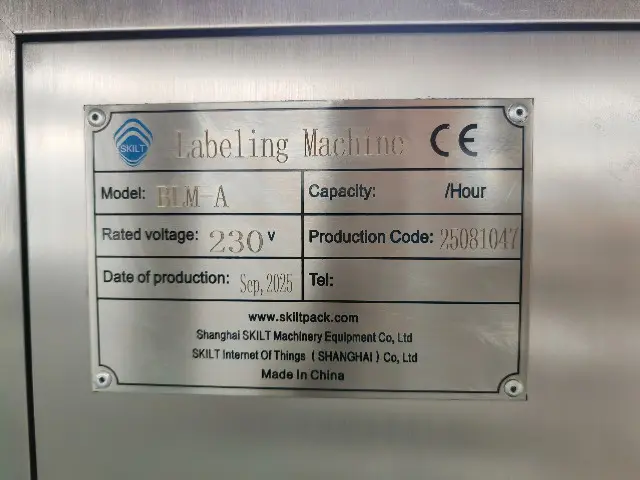 SKILT Labeling Machine CE
Model: BLM-A Capacity: /Hour
Rated voltage: 230 V Production Code: 25081047
Date of production: Sep,2025 Tel:
www.skiltpack.com
Shanghai SKILT Machinery Equipment Co, Ltd
SKILT Internet Of Things ( SHANGHAI ) Co, Ltd
Made In China